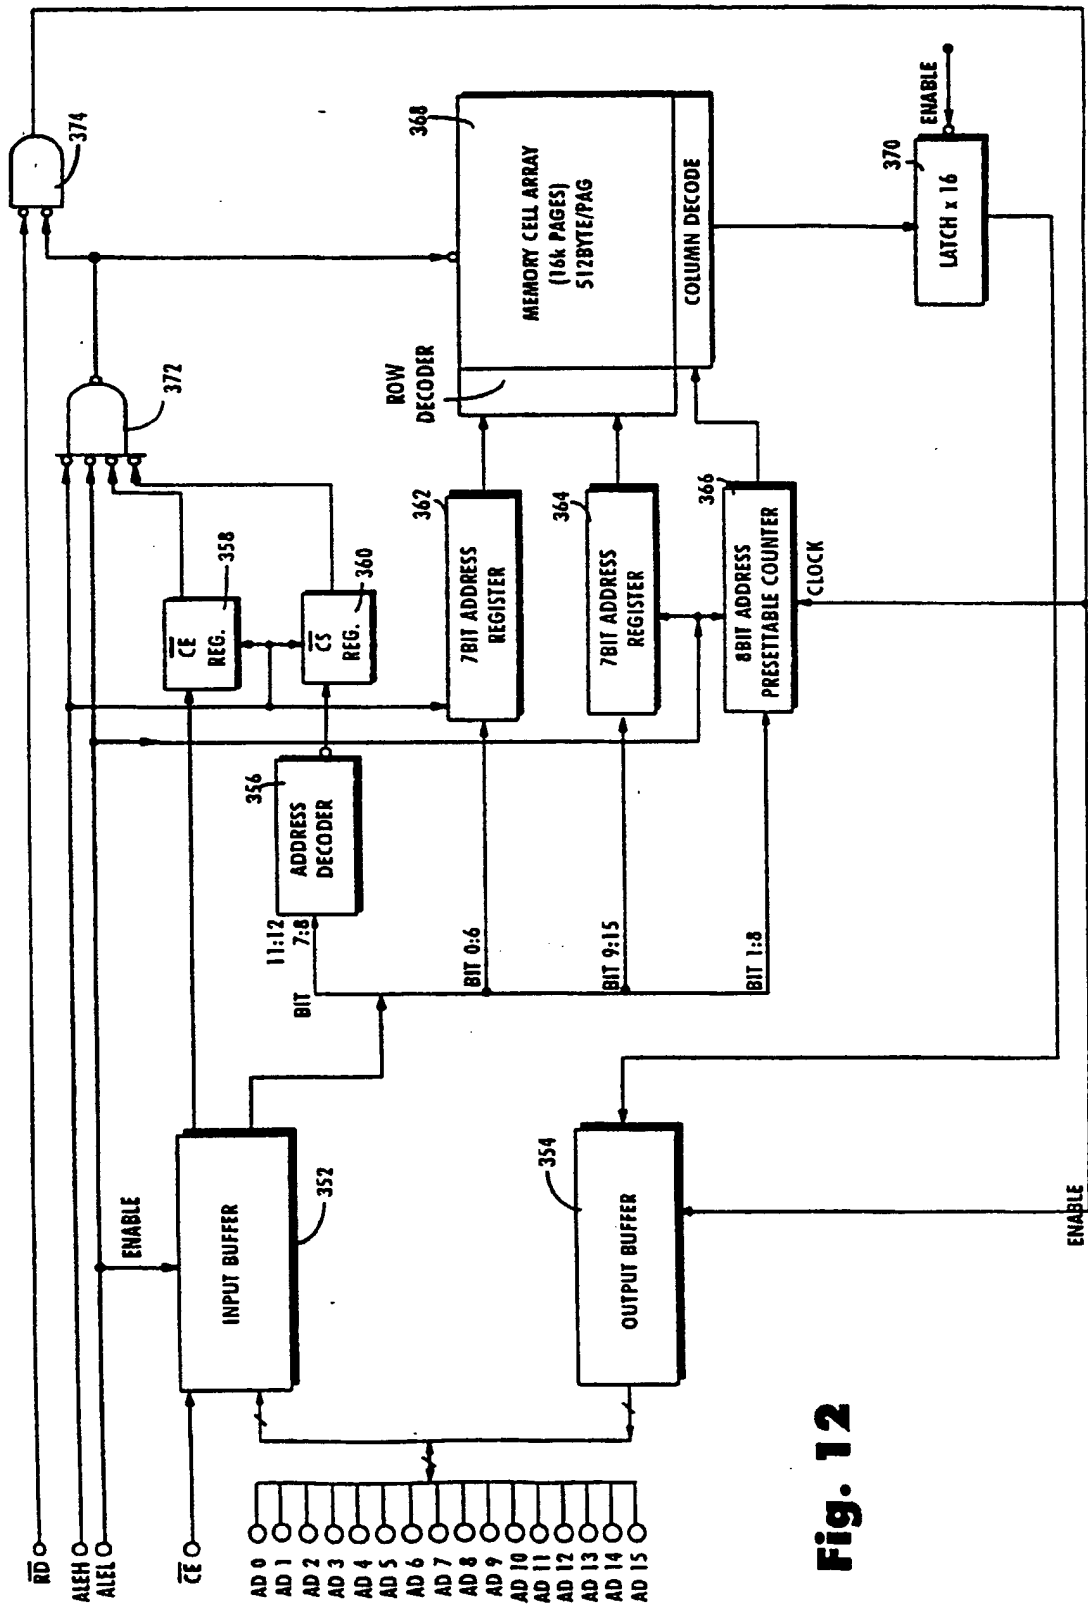 RD
ALEH
ALEL
CE
AD 0
AD 1
AD 2
AD 3
AD 4
AD 5
AD 6
AD 7
AD 8
AD 9
AD 10
AD 11
AD 12
AD 13
AD 14
AD 15
ENABLE
INPUT BUFFER
352
OUTPUT BUFFER
354
ENABLE
BIT
11:12
7:8
BIT 0:6
BIT 9:15
BIT 1:8
356
ADDRESS
DECODER
CE
REG.
358
CS
REG.
360
7BIT ADDRESS
REGISTER
362
7BIT ADDRESS
REGISTER
364
8BIT ADDRESS
PRESETTABLE COUNTER
366
CLOCK
372
374
ROW
DECODER
MEMORY CELL ARRAY
(16k PAGES)
512BYTE/PAG
368
COLUMN DECODE
LATCH x 16
370
ENABLE
Fig. 12